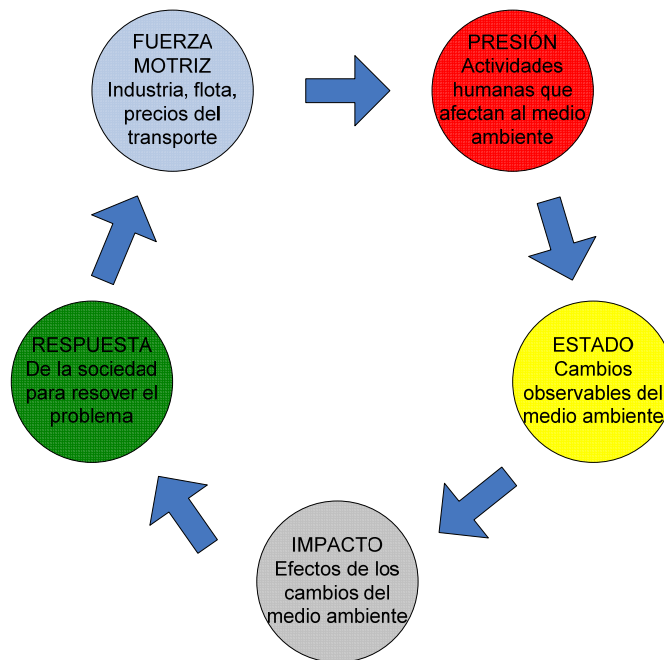 FUERZA
MOTRIZ
Industria, flota,
precios del
transporte
PRESIÓN
Actividades
humanas que
afectan al medio
ambiente
ESTADO
Cambios
observables del
medio ambiente
IMPACTO
Efectos de los
cambios del
medio ambiente
RESPUESTA
De la sociedad
para resover el
problema